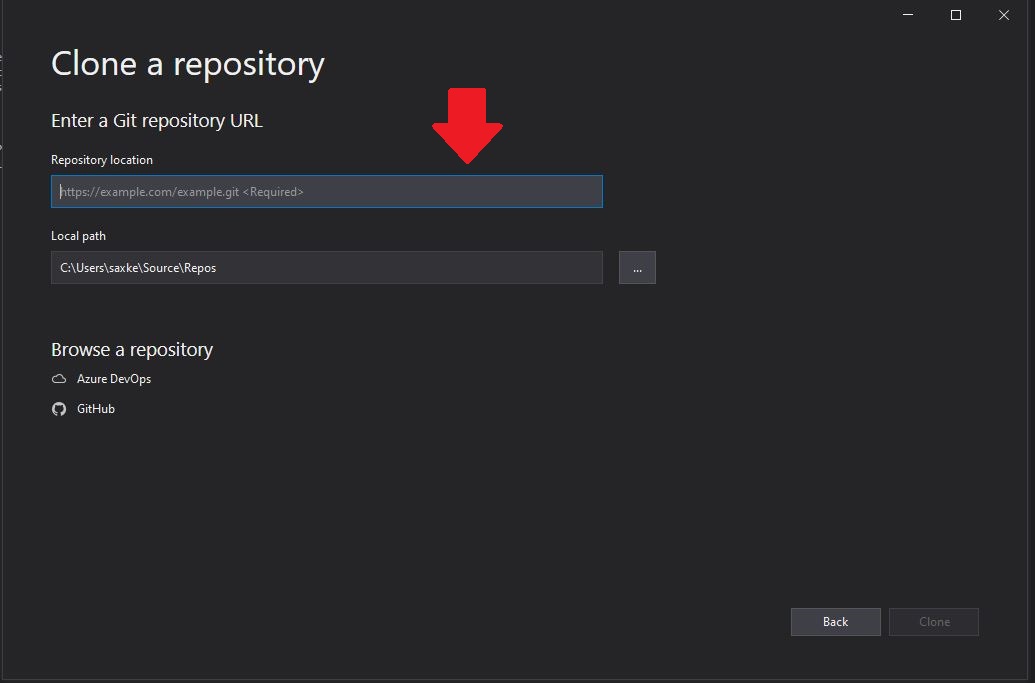 Clone a repository
Enter a Git repository URL
Repository location
https://example.com/example.git <Required>
Local path
C:\Users\saxke\Source\Repos
...
Browse a repository
Azure DevOps
GitHub
Back
Clone